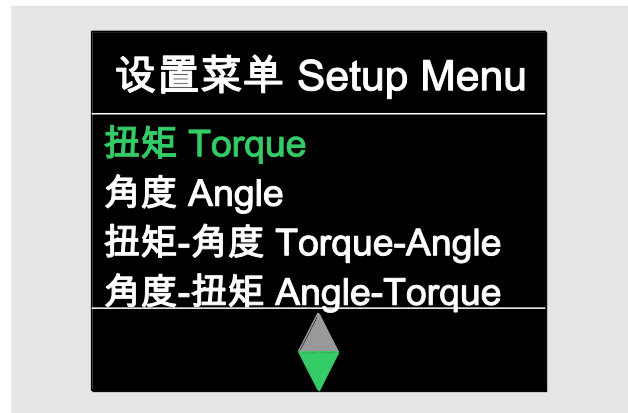 设置菜单 Setup Menu
扭矩 Torque
角度 Angle
扭矩-角度 Torque-Angle
角度-扭矩 Angle-Torque